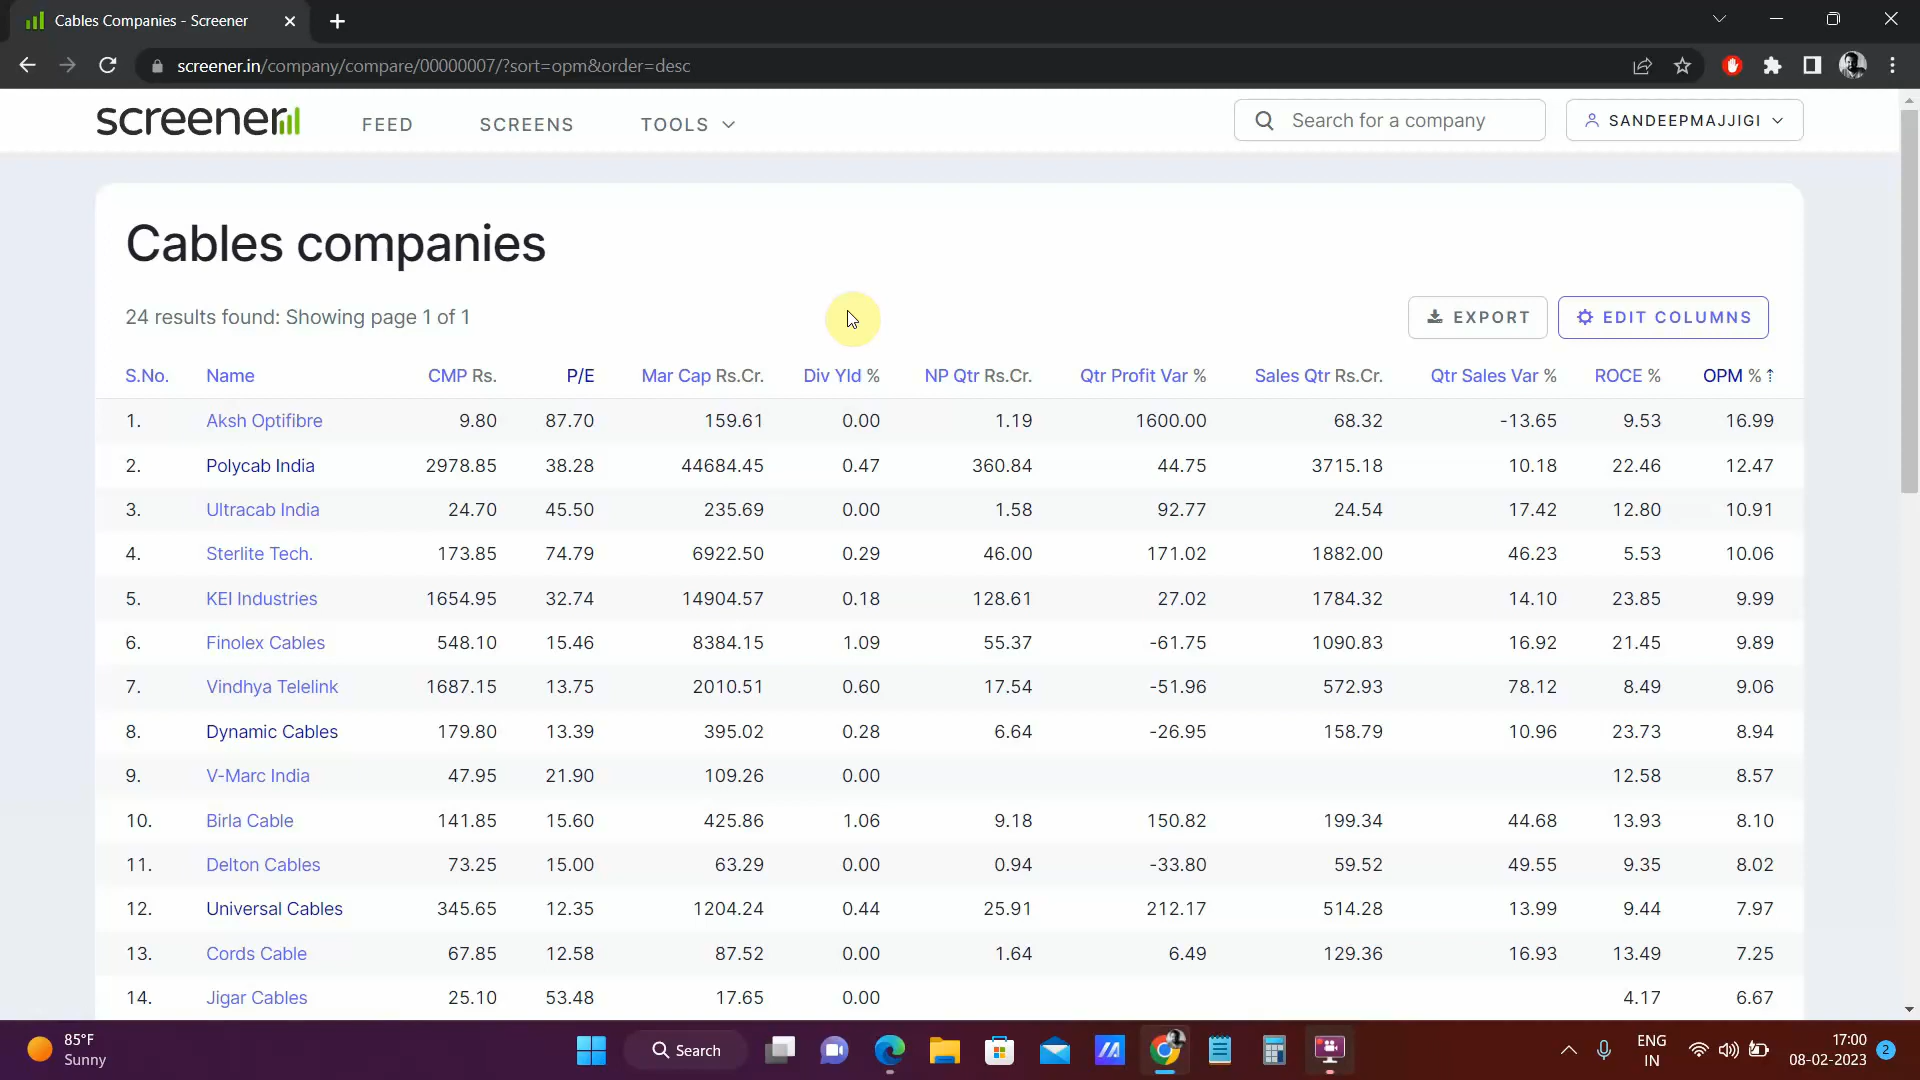 Cables Companies - Screener
screener.in/company/compare/00000007/?sort=opm&order=desc
screener FEED SCREENS TOOLS Search for a company SANDEEPMAJJIGI
Cables companies
24 results found: Showing page 1 of 1 EXPORT EDIT COLUMNS
S.No. Name CMP Rs. P/E Mar Cap Rs.Cr. Div Yld % NP Qtr Rs.Cr. Qtr Profit Var % Sales Qtr Rs.Cr. Qtr Sales Var % ROCE % OPM % ↑
1. Aksh Optifibre 9.80 87.70 159.61 0.00 1.19 1600.00 68.32 -13.65 9.53 16.99
2. Polycab India 2978.85 38.28 44684.45 0.47 360.84 44.75 3715.18 10.18 22.46 12.47
3. Ultracab India 24.70 45.50 235.69 0.00 1.58 92.77 24.54 17.42 12.80 10.91
4. Sterlite Tech. 173.85 74.79 6922.50 0.29 46.00 171.02 1882.00 46.23 5.53 10.06
5. KEI Industries 1654.95 32.74 14904.57 0.18 128.61 27.02 1784.32 14.10 23.85 9.99
6. Finolex Cables 548.10 15.46 8384.15 1.09 55.37 -61.75 1090.83 16.92 21.45 9.89
7. Vindhya Telelink 1687.15 13.75 2010.51 0.60 17.54 -51.96 572.93 78.12 8.49 9.06
8. Dynamic Cables 179.80 13.39 395.02 0.28 6.64 -26.95 158.79 10.96 23.73 8.94
9. V-Marc India 47.95 21.90 109.26 0.00 12.58 8.57
10. Birla Cable 141.85 15.60 425.86 1.06 9.18 150.82 199.34 44.68 13.93 8.10
11. Delton Cables 73.25 15.00 63.29 0.00 0.94 -33.80 59.52 49.55 9.35 8.02
12. Universal Cables 345.65 12.35 1204.24 0.44 25.91 212.17 514.28 13.99 9.44 7.97
13. Cords Cable 67.85 12.58 87.52 0.00 1.64 6.49 129.36 16.93 13.49 7.25
14. Jigar Cables 25.10 53.48 17.65 0.00 4.17 6.67
85°F
Sunny
Search
ENG
IN
17:00
08-02-2023
2